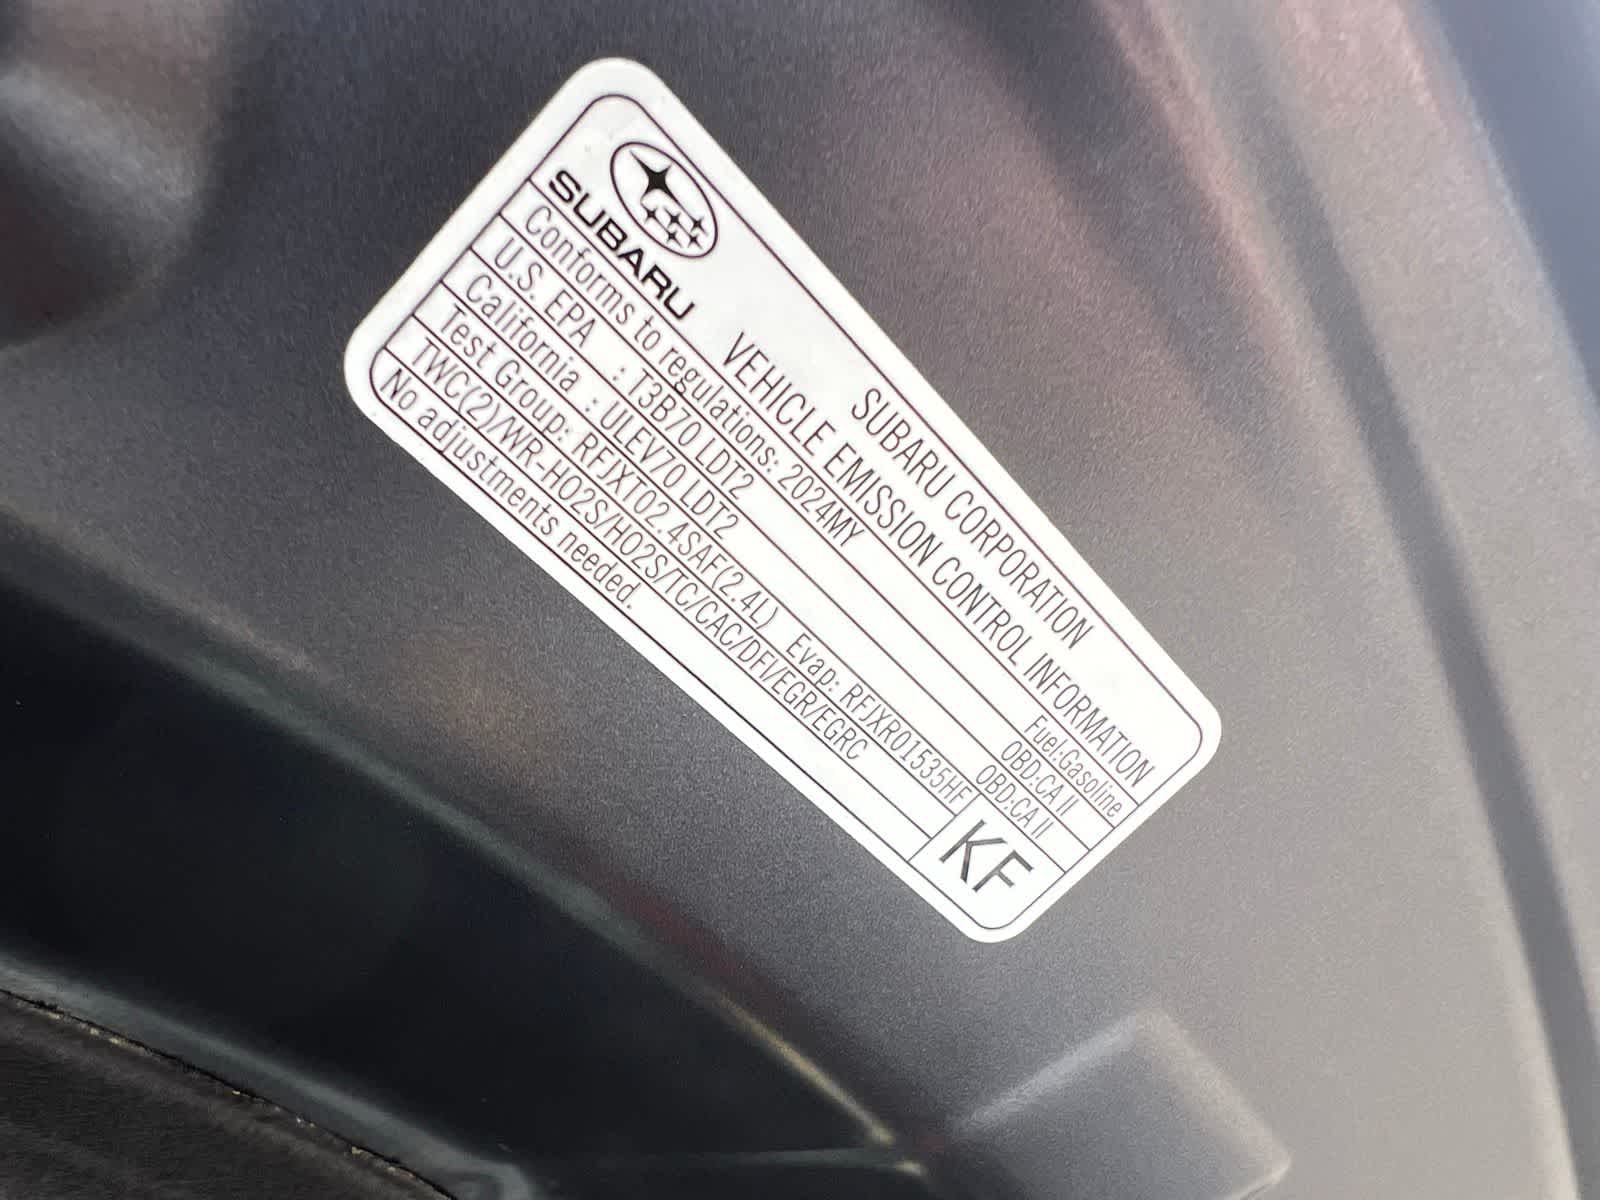 SUBARU
SUBARU CORPORATION
VEHICLE EMISSION CONTROL INFORMATION
Conforms to regulations: 2024MY Fuel:Gasoline
U.S. EPA : T3B70 LDT2 OBD:CA II
California : ULEV70 LDT2 OBD:CA II
Test Group: RFJXT02.4SAF(2.4L) Evap: RFJXR01535HF
TWC(2)/WR-HO2S/HO2S/TC/CAC/DFI/EGR/EGRC
No adjustments needed.
KF